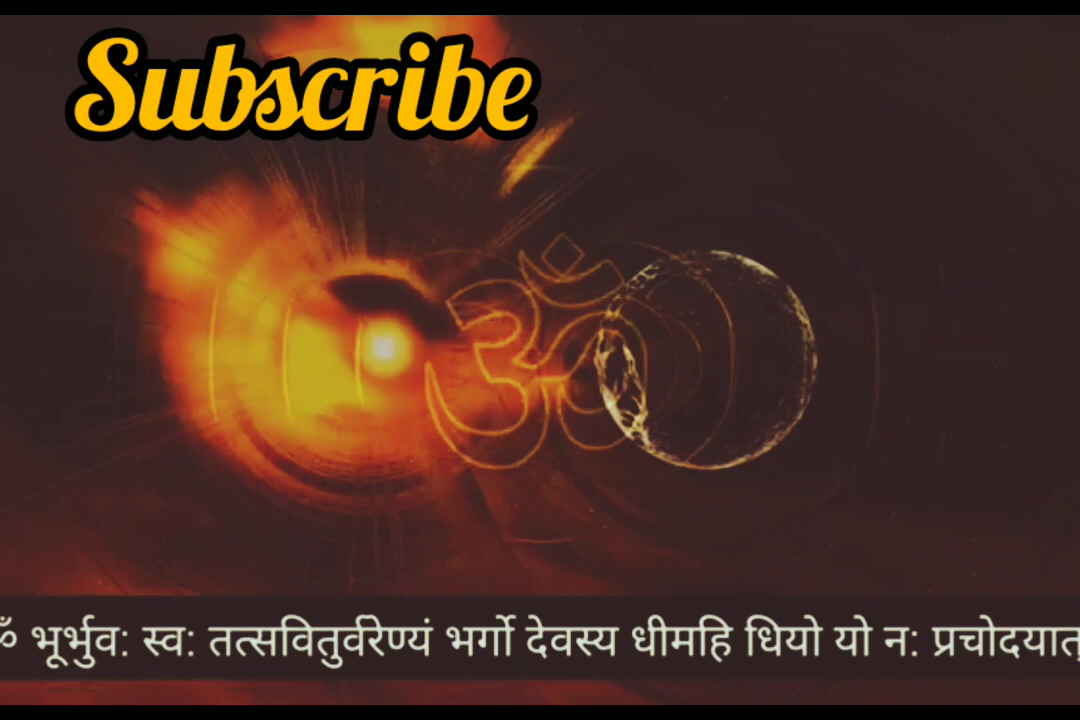 Subscribe
ॐ
ॐ भूर्भुव: स्व: तत्सवितुर्वरेण्यं भर्गो देवस्य धीमहि धियो यो न: प्रचोदयात्